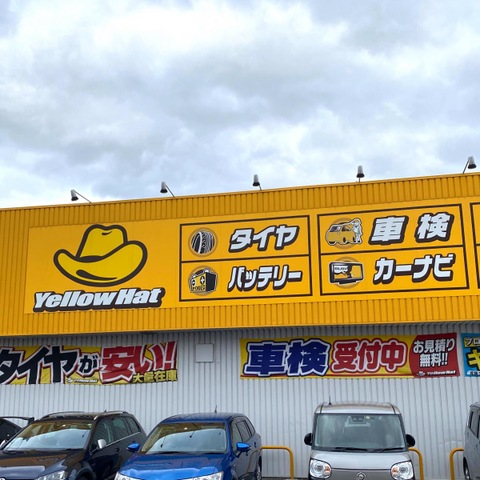 タイヤ
車検
バッテリー
カーナビ
YellowHat
タイヤが安い!!
大量在庫
車検受付中
お見積り
無料!!
YellowHat